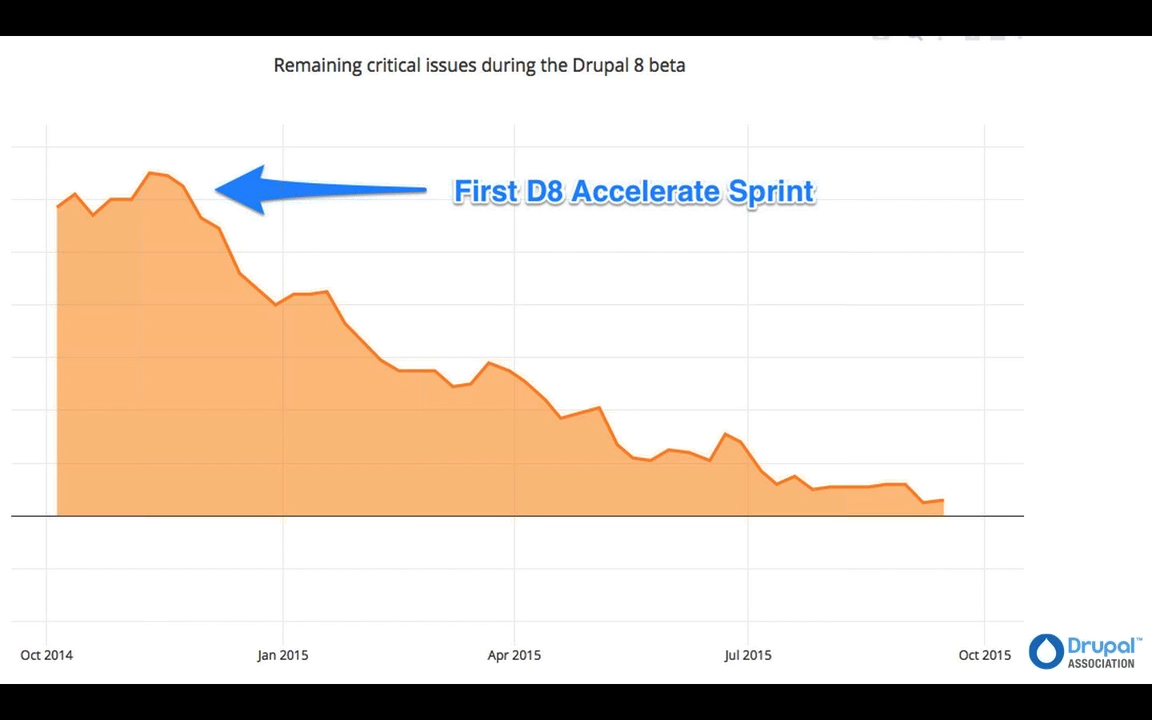 Remaining critical issues during the Drupal 8 beta
First D8 Accelerate Sprint
Oct 2014
Jan 2015
Apr 2015
Jul 2015
Oct 2015
Drupal™
ASSOCIATION